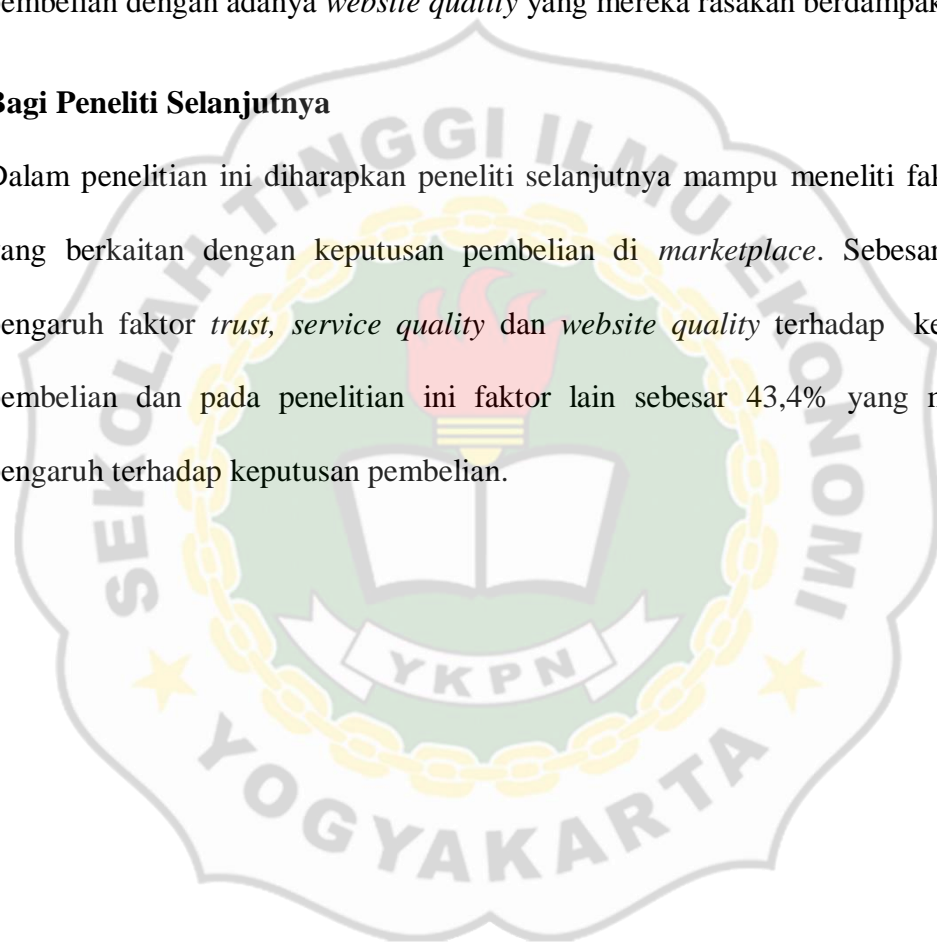 pembelian dengan adanya website quality yang mereka rasakan berdampak
Bagi Peneliti Selanjutnya
Dalam penelitian ini diharapkan peneliti selanjutnya mampu meneliti
yang berkaitan dengan keputusan pembelian di marketplace. Sebesar
pengaruh faktor trust, service quality dan website quality terhadap
pembelian dan pada penelitian ini faktor lain sebesar 43,4% yang
pengaruh terhadap keputusan pembelian.
SEKOLAH TINGGI ILMU EKONOMI
YKPN
YOGYAKARTA